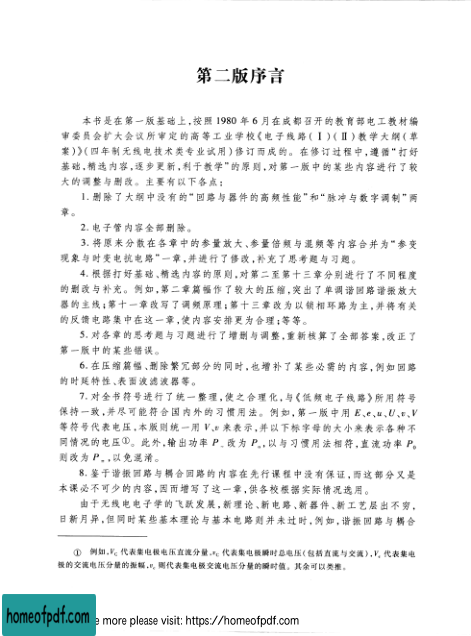 第二版序言
本书是在第一版基础上,按照 1980 年 6 月在成都召开的教育部电工教材编
审委员会扩大会议所审定的高等工业学校《电子线路(Ⅰ)(Ⅱ)教学大纲(草
案)》(四年制无线电技术类专业试用)修订而成的。在修订过程中,遵循“打好
基础,精选内容,逐步更新,利于教学”的原则,对第一版中的某些内容进行了较
大的调整与删改。主要有以下各点:
1.删除了大纲中没有的“回路与器件的高频性能”和“脉冲与数字调制”两
章。
2.电子管内容全部删除。
3.将原来分散在各章中的参量放大、参量倍频与混频等内容合并为“参变
现象与时变电抗电路”一章,并进行了修改,补充了思考题与习题。
4.根据打好基础、精选内容的原则,对第二至第十三章分别进行了不同程度
的删改与补充。例如,第二章篇幅作了较大的压缩,突出了单调谐回路谐振放大
器的主线;第十一章改写了调频原理;第十三章改为以锁相环路为主,并将有关
的反馈电路集中在这一章,使内容安排更为合理;等等。
5.对各章的思考题与习题进行了增删与调整,重新核算了全部答案,改正了
第一版中的某些错误。
6.在压缩篇幅、删除繁冗部分的同时,也增补了某些必需的内容,例如回路
的时延特性、表面波滤波器等。
7.对全书符号进行了统一整理,使之合理化,与《低频电子线路》所用符号
保持一致,并尽可能符合国内外的习惯用法。例如,第一版中用 E、e、u、U、v、V
等符号代表电压,本版则统一用 V、v 来表示,并以下标字母的大小来表示各种不
同情况的电压①。此外,输出功率 P~ 改为 Po,以与习惯用法相符,直流功率 P0
则改为 P=,以免混淆。
8.鉴于谐振回路与耦合回路的内容在先行课程中没有保证,而这部分又是
本课必不可少的内容,因而增写了这一章,供各校根据实际情况选用。
由于无线电电子学的飞跃发展,新理论、新电路、新器件、新工艺层出不穷,
日新月异,但同时某些基本理论与基本电路则并未过时,例如,谐振回路与耦合
① 例如,VC 代表集电极电压直流分量,vC 代表集电极瞬时总电压(包括直流与交流),Vc 代表集电
极的交流电压分量的振幅,vc 则代表集电极交流电压分量的瞬时值。其余可以类推。
homeofpdf.com
e more please visit: https://homeofpdf.com